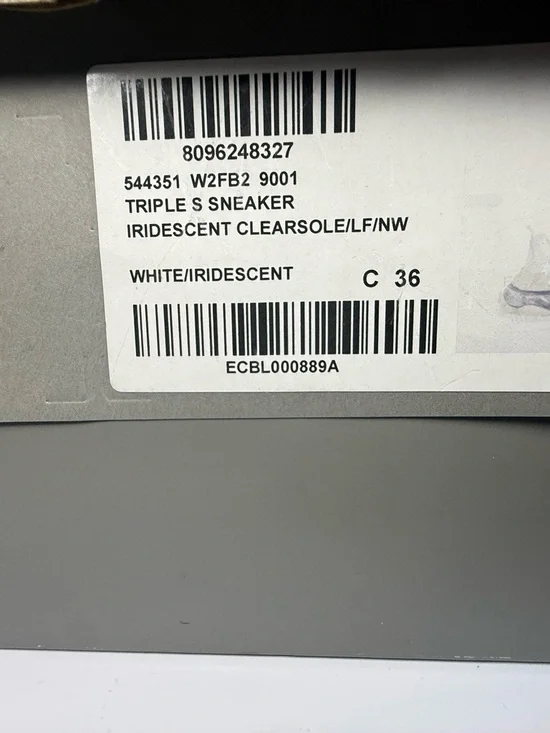 8096248327
544351 W2FB2 9001
TRIPLE S SNEAKER
IRIDESCENT CLEARSOLE/LF/NW
WHITE/IRIDESCENT C 36
ECBL000889A